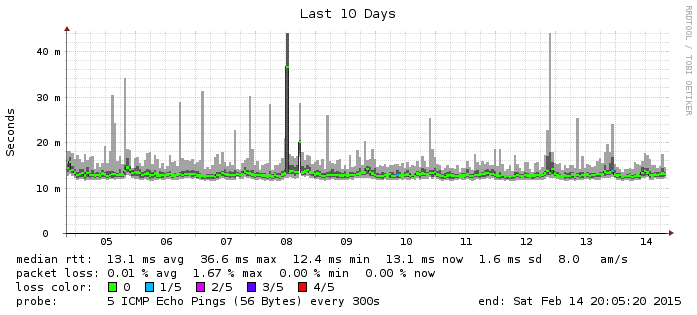 Last 10 Days
RRDTOOL / TOBI OETIKER
Seconds
40 m
30 m
20 m
10 m
0
05 06 07 08 09 10 11 12 13 14
median rtt: 13.1 ms avg 36.6 ms max 12.4 ms min 13.1 ms now 1.6 ms sd 8.0 am/s
packet loss: 0.01 % avg 1.67 % max 0.00 % min 0.00 % now
loss color: 0 1/5 2/5 3/5 4/5
probe: 5 ICMP Echo Pings (56 Bytes) every 300s end: Sat Feb 14 20:05:20 2015